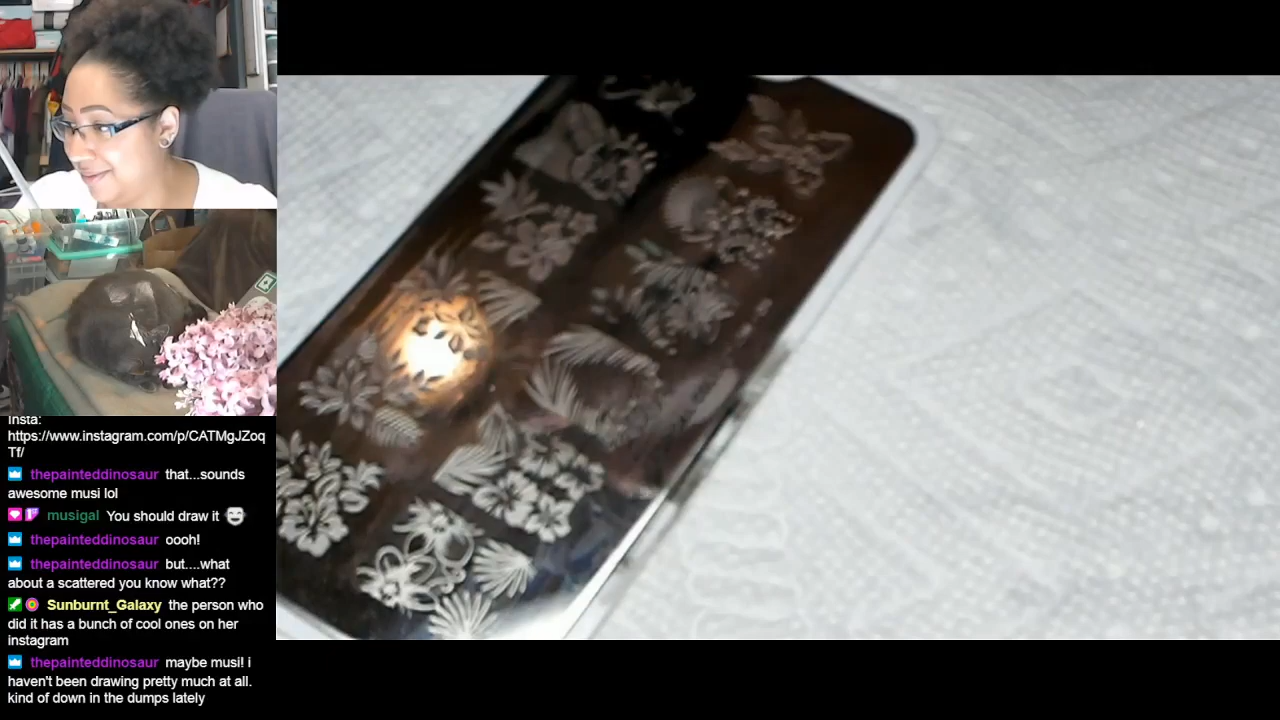 Insta:
https://www.instagram.com/p/CATMgJZoq
Tf/
thepainteddinosaur that...sounds
awesome musi lol
musigal You should draw it
thepainteddinosaur oooh!
thepainteddinosaur but....what
about a scattered you know what??
Sunburnt_Galaxy the person who
did it has a bunch of cool ones on her
instagram
thepainteddinosaur maybe musi! i
haven't been drawing pretty much at all.
kind of down in the dumps lately